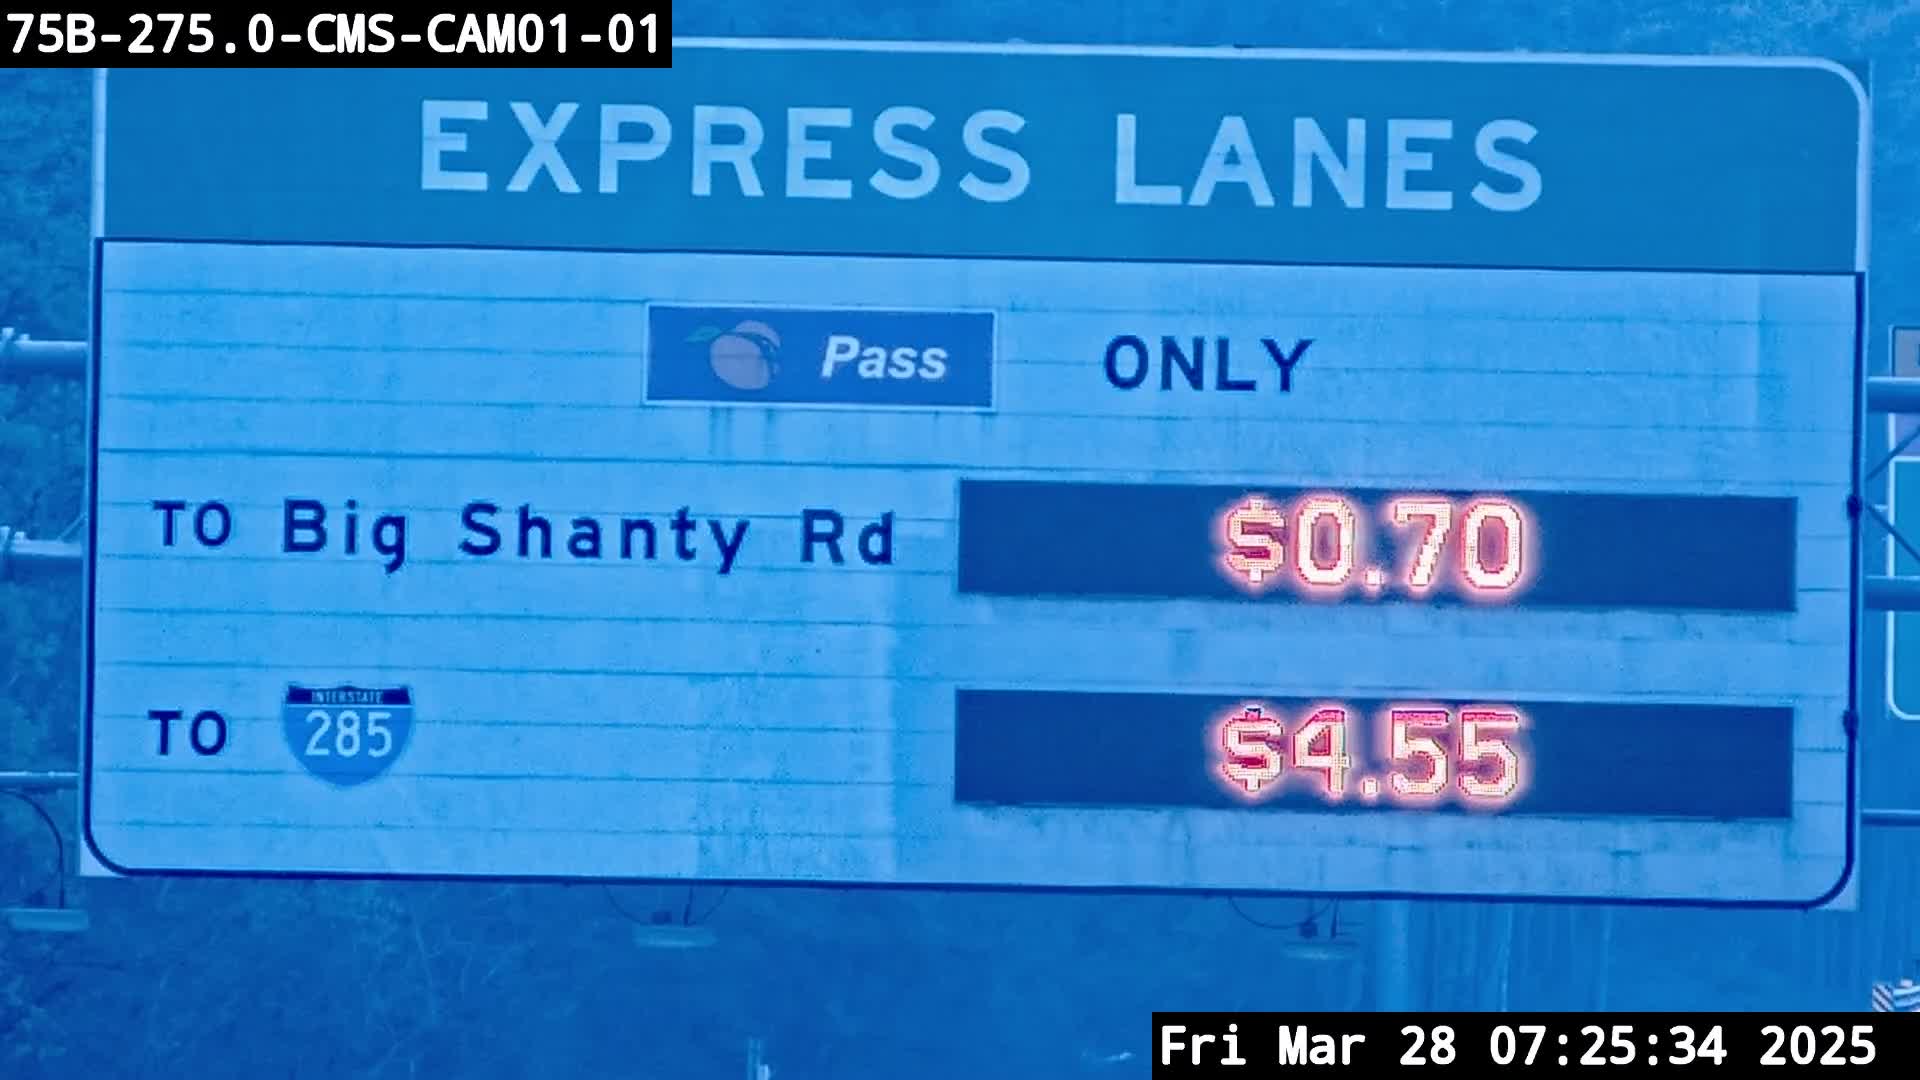 75B-275.0-CMS-CAM01-01
EXPRESS LANES
Pass ONLY
TO Big Shanty Rd $0.70
TO INTERSTATE 285 $4.55
Fri Mar 28 07:25:34 2025